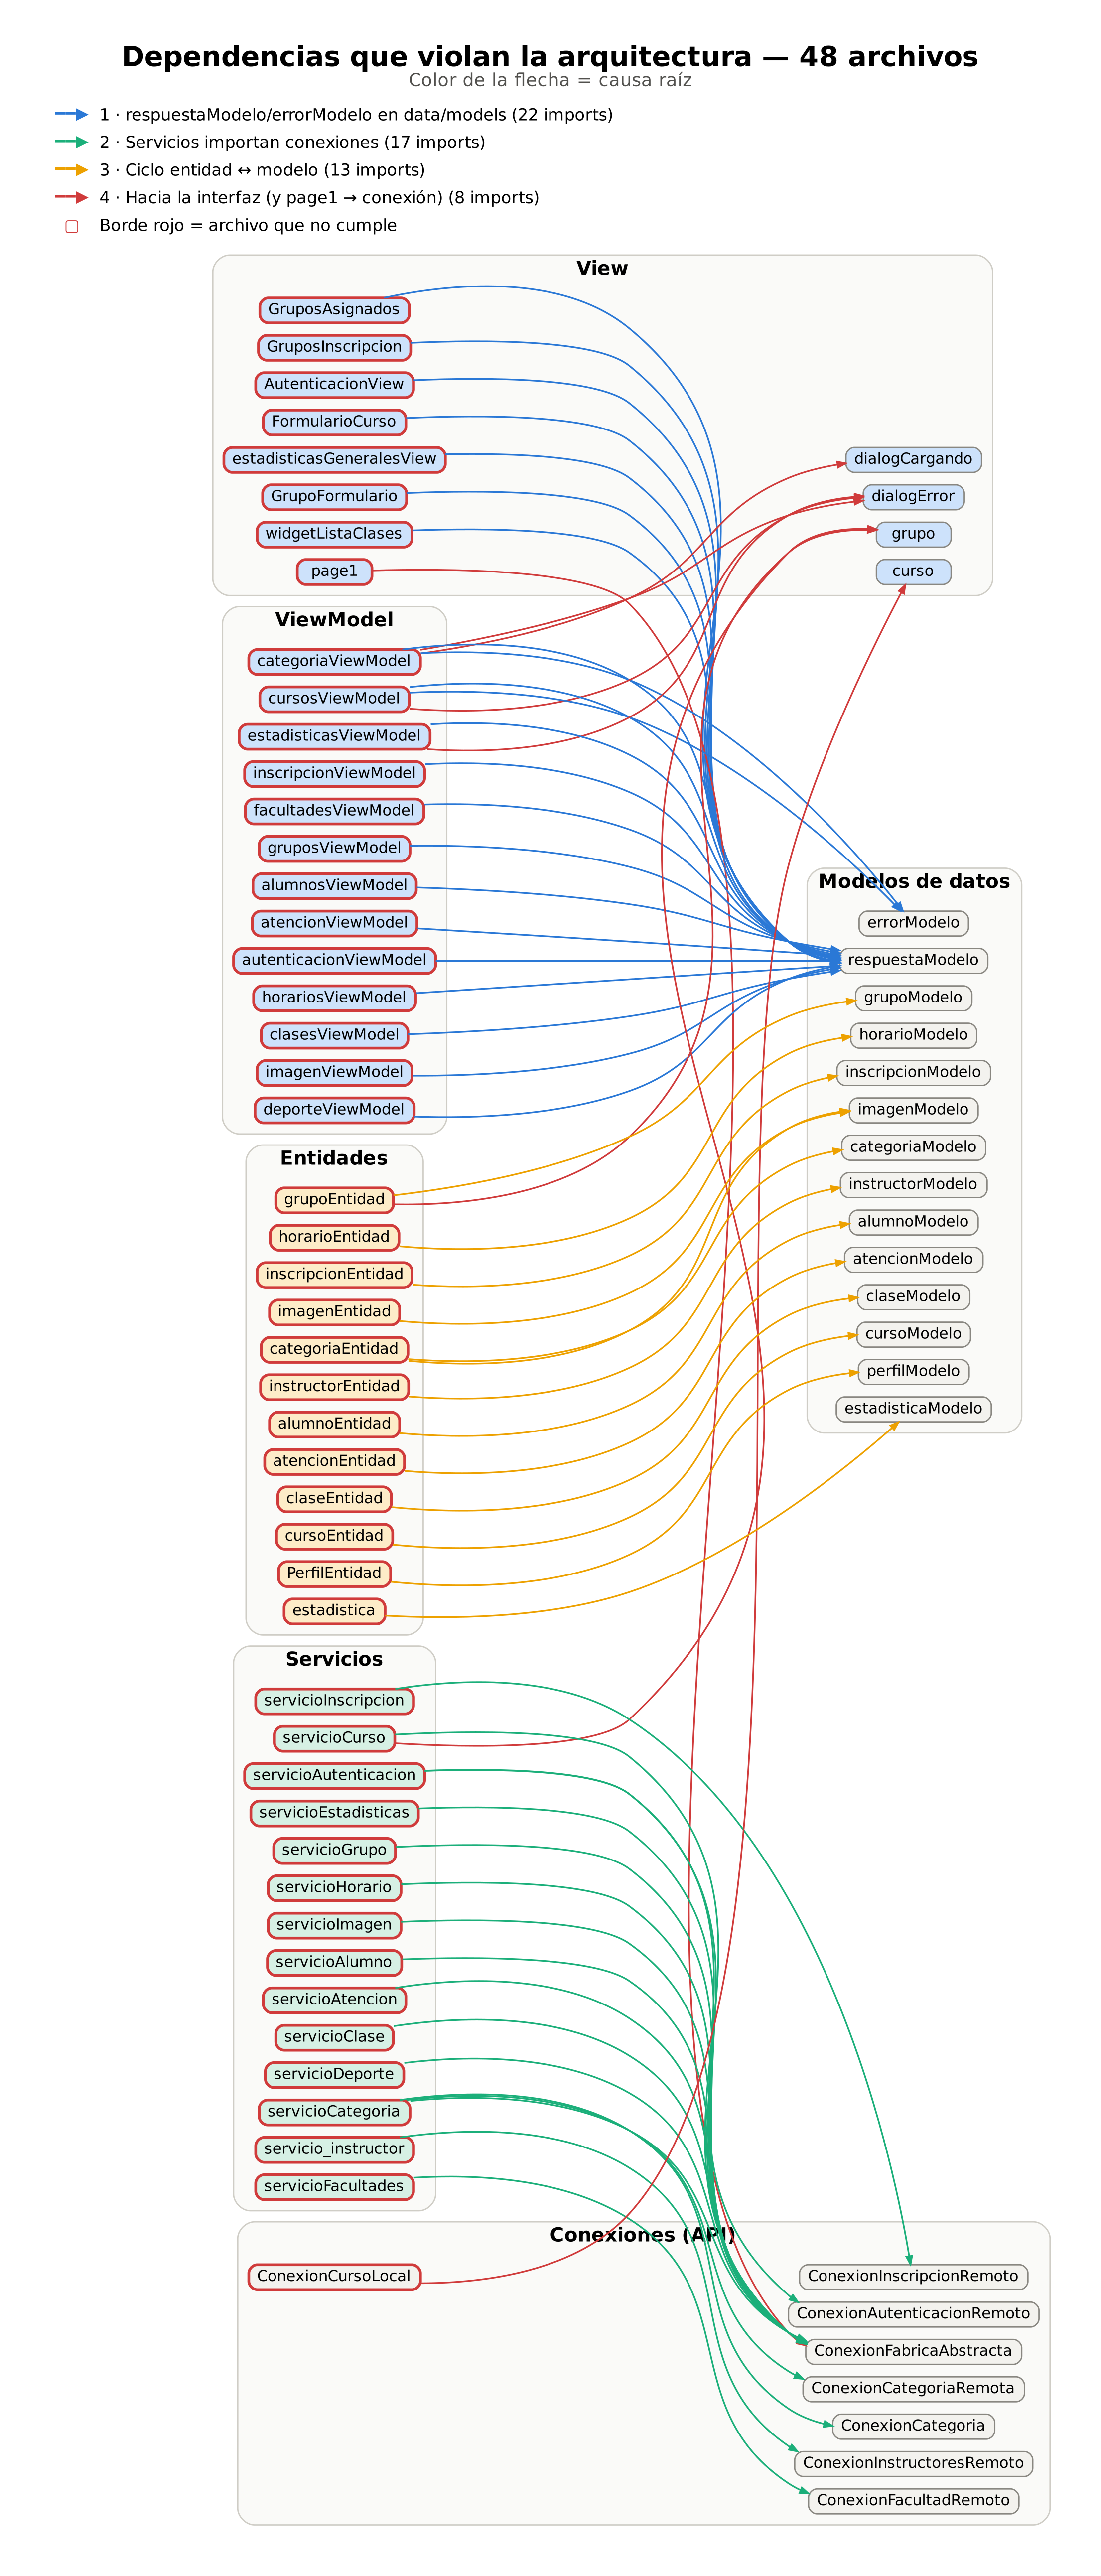 Dependencias que violan la arquitectura — 48 archivos
Color de la flecha = causa raíz
1 · respuestaModelo/errorModelo en data/models (22 imports)
2 · Servicios importan conexiones (17 imports)
3 · Ciclo entidad ↔ modelo (13 imports)
4 · Hacia la interfaz (y page1 → conexión) (8 imports)
Borde rojo = archivo que no cumple
View
GruposAsignados
GruposInscripcion
AutenticacionView
FormularioCurso
estadisticasGeneralesView
GrupoFormulario
widgetListaClases
page1
dialogCargando
dialogError
grupo
curso
ViewModel
categoriaViewModel
cursosViewModel
estadisticasViewModel
inscripcionViewModel
facultadesViewModel
gruposViewModel
alumnosViewModel
atencionViewModel
autenticacionViewModel
horariosViewModel
clasesViewModel
imagenViewModel
deporteViewModel
Modelos de datos
errorModelo
respuestaModelo
grupoModelo
horarioModelo
inscripcionModelo
imagenModelo
categoriaModelo
instructorModelo
alumnoModelo
atencionModelo
claseModelo
cursoModelo
perfilModelo
estadisticaModelo
Entidades
grupoEntidad
horarioEntidad
inscripcionEntidad
imagenEntidad
categoriaEntidad
instructorEntidad
alumnoEntidad
atencionEntidad
claseEntidad
cursoEntidad
PerfilEntidad
estadistica
Servicios
servicioInscripcion
servicioCurso
servicioAutenticacion
servicioEstadisticas
servicioGrupo
servicioHorario
servicioImagen
servicioAlumno
servicioAtencion
servicioClase
servicioDeporte
servicioCategoria
servicio_instructor
servicioFacultades
Conexiones (API)
ConexionCursoLocal
ConexionInscripcionRemoto
ConexionAutenticacionRemoto
ConexionFabricaAbstracta
ConexionCategoriaRemota
ConexionCategoria
ConexionInstructoresRemoto
ConexionFacultadRemoto